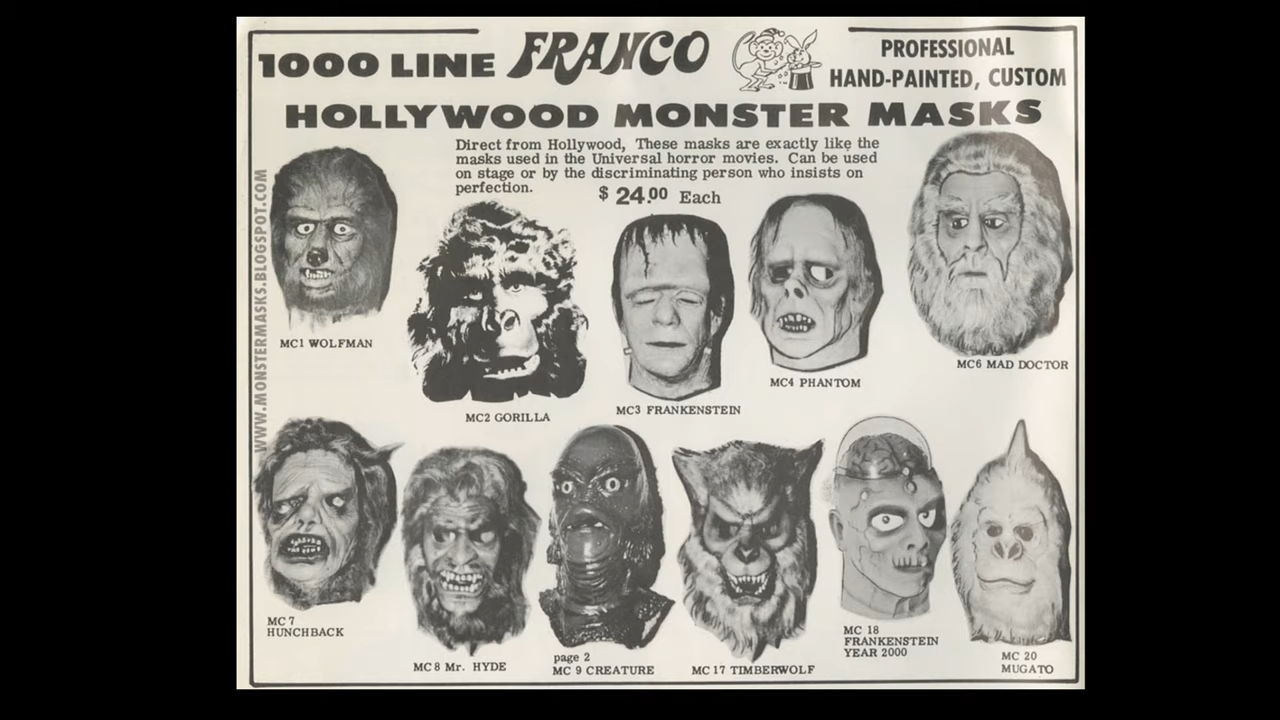 1000 LINE FRANCO
PROFESSIONAL
HAND-PAINTED, CUSTOM
HOLLYWOOD MONSTER MASKS
Direct from Hollywood, These masks are exactly like the
masks used in the Universal horror movies. Can be used
on stage or by the discriminating person who insists on
perfection.
$ 24.00 Each
WWW.MONSTERMASKS.BLOGSPOT.COM
MC1 WOLFMAN
MC2 GORILLA
MC3 FRANKENSTEIN
MC4 PHANTOM
MC6 MAD DOCTOR
MC 7
HUNCHBACK
MC 8 Mr. HYDE
page 2
MC 9 CREATURE
MC 17 TIMBERWOLF
MC 18
FRANKENSTEIN
YEAR 2000
MC 20
MUGATO